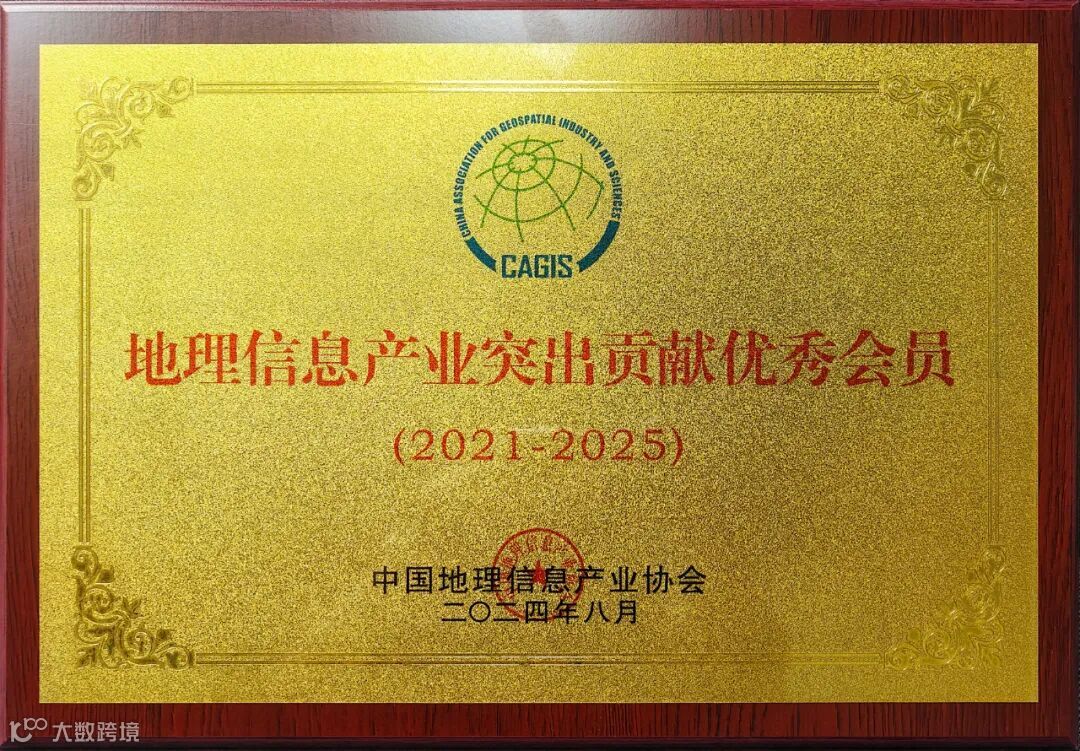 CHINA ASSOCIATION FOR GEOSPATIAL INDUSTRY AND SCIENCES
CAGIS
地理信息产业突出贡献优秀会员
(2021-2025)
中国地理信息产业协会
二〇二四年八月
大数跨境